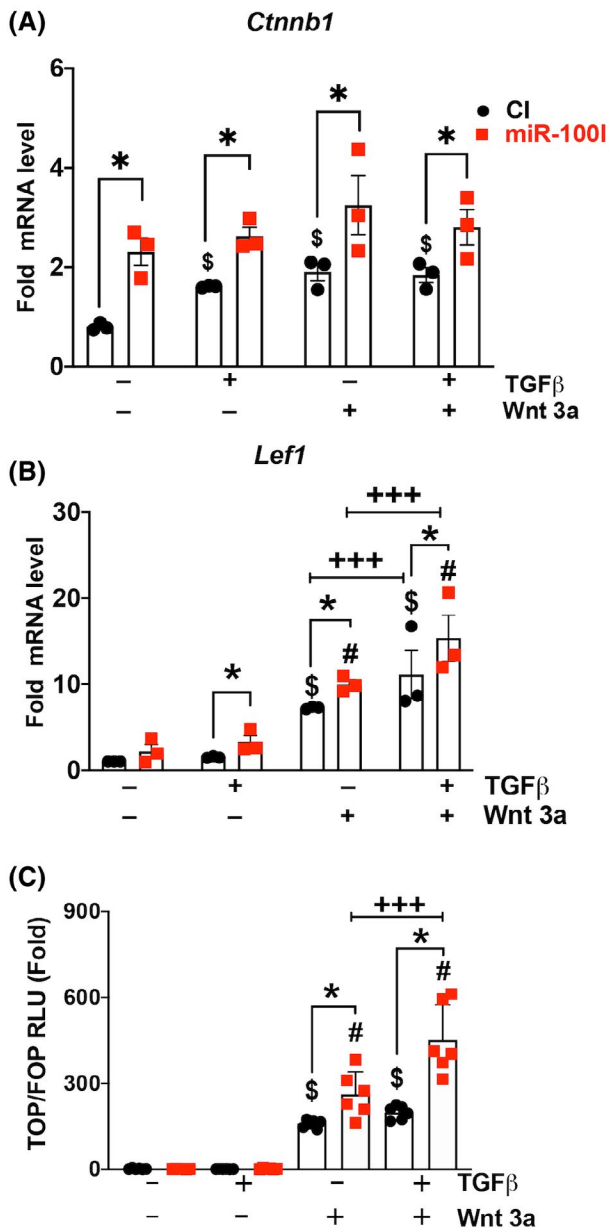 (A) Ctnnb1
6
4
2
0
Fold mRNA level
* * * *
$ $ $
CI
miR-100I
– + – + TGFβ
– – + + Wnt 3a
(B) Lef1
30
20
10
0
Fold mRNA level
+++
+++
* * *
$ # $ #
– + – + TGFβ
– – + + Wnt 3a
(C)
900
600
300
0
TOP/FOP RLU (Fold)
+++
* *
$ # $ #
– + – + TGFβ
– – + + Wnt 3a